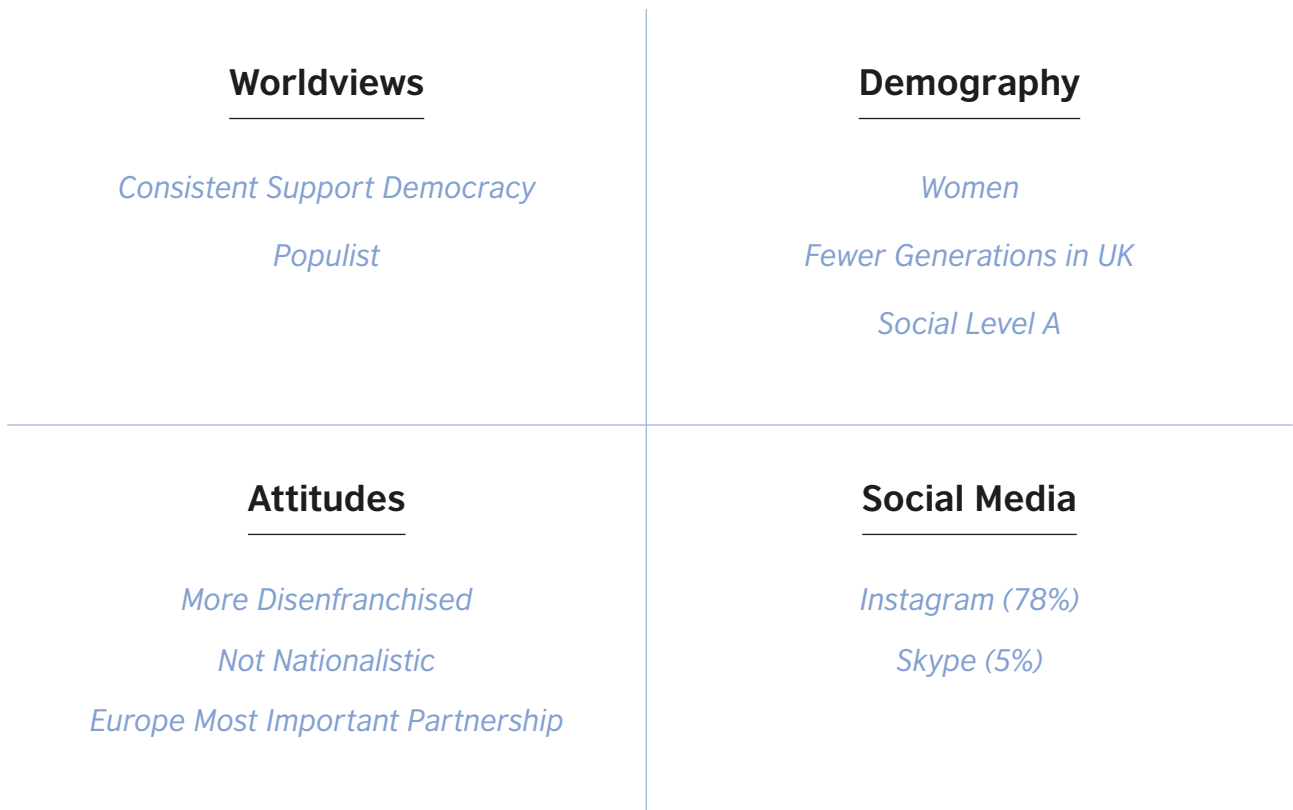 Worldviews
Consistent Support Democracy
Populist
Demography
Women
Fewer Generations in UK
Social Level A
Attitudes
More Disenfranchised
Not Nationalistic
Europe Most Important Partnership
Social Media
Instagram (78%)
Skype (5%)